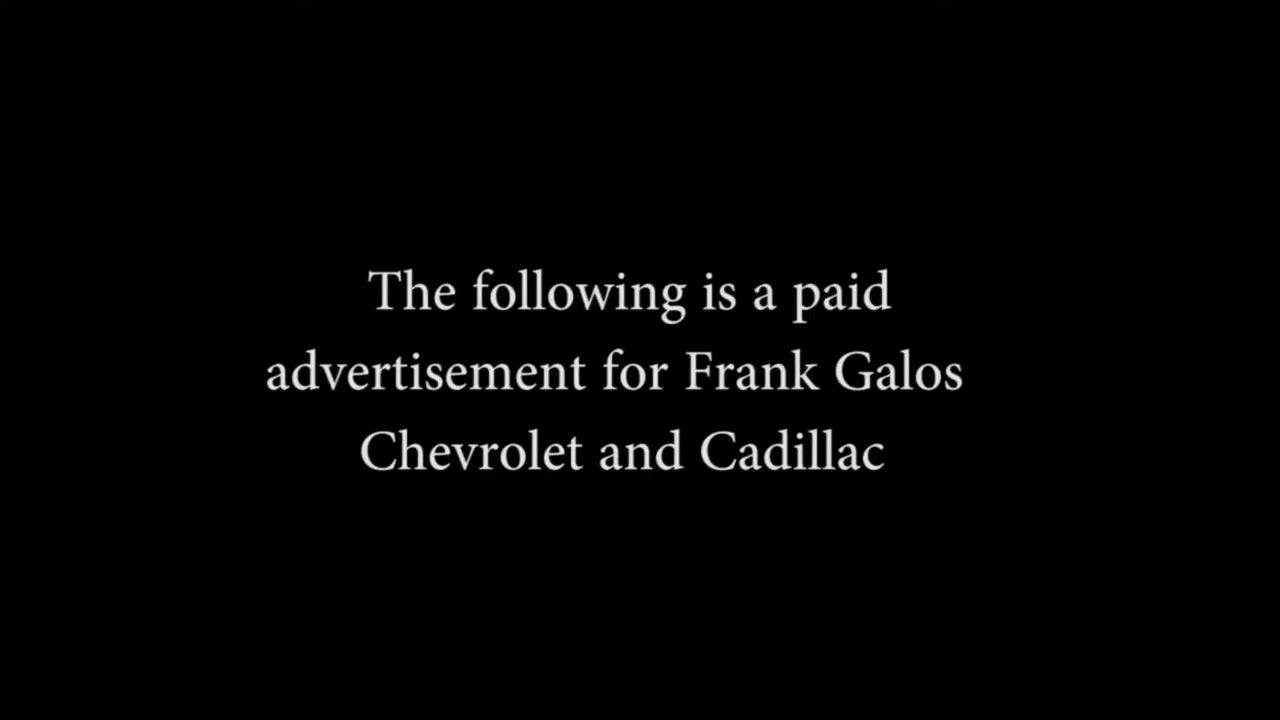 The following is a paid
advertisement for Frank Galos
Chevrolet and Cadillac